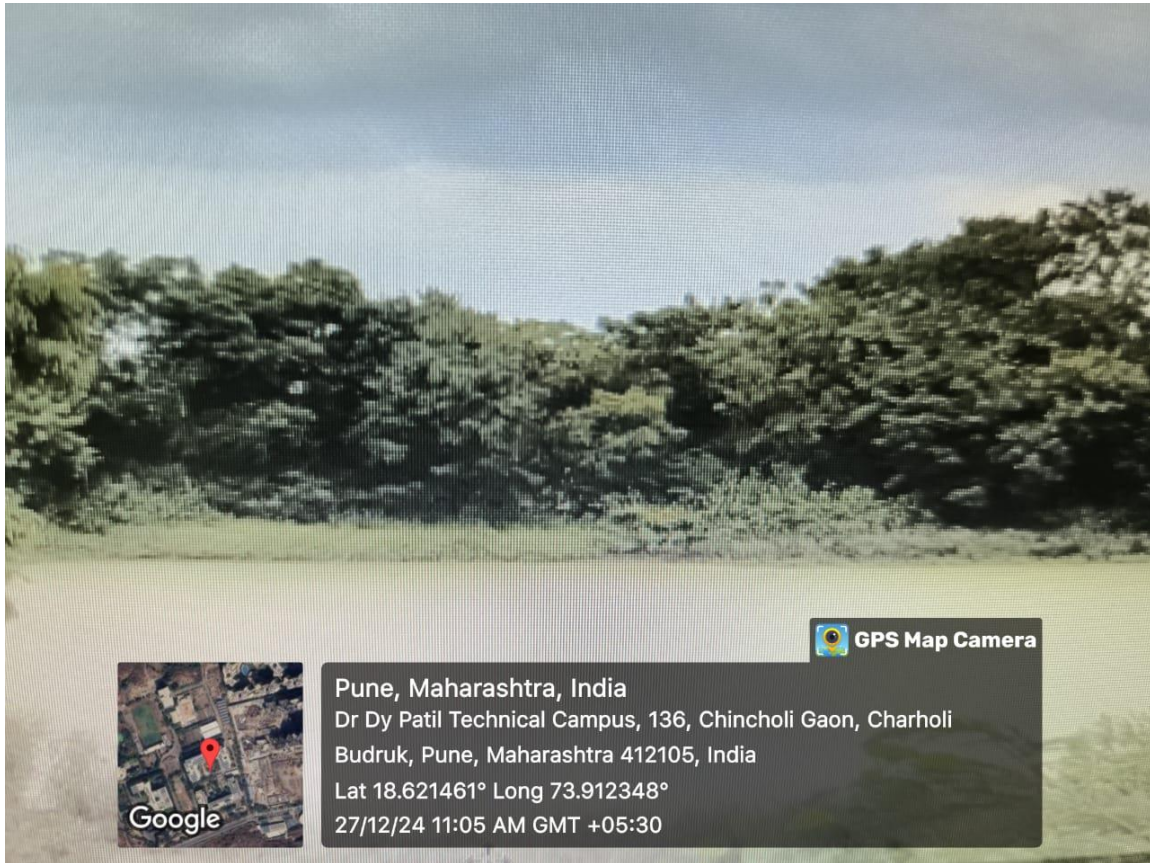 GPS Map Camera
Pune, Maharashtra, India
Dr Dy Patil Technical Campus, 136, Chincholi Gaon, Charholi
Budruk, Pune, Maharashtra 412105, India
Lat 18.621461° Long 73.912348°
27/12/24 11:05 AM GMT +05:30
Google